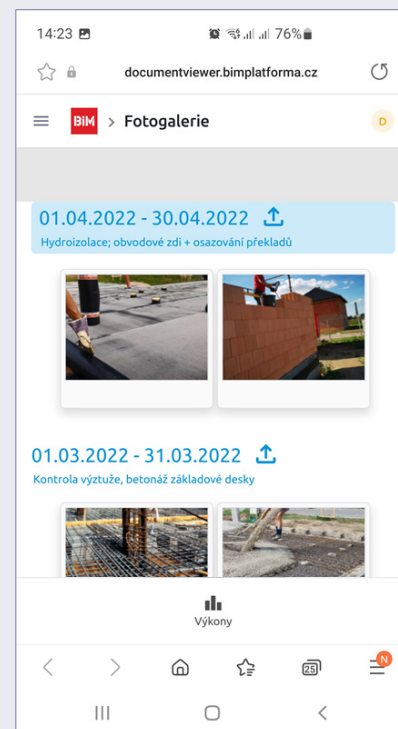 14:23 76%
documentviewer.bimplatforma.cz
BiM > Fotogalerie D
01.04.2022 - 30.04.2022
Hydroizolace; obvodové zdi + osazování překladů
01.03.2022 - 31.03.2022
Kontrola výztuže, betonáž základové desky
Výkony
25 N